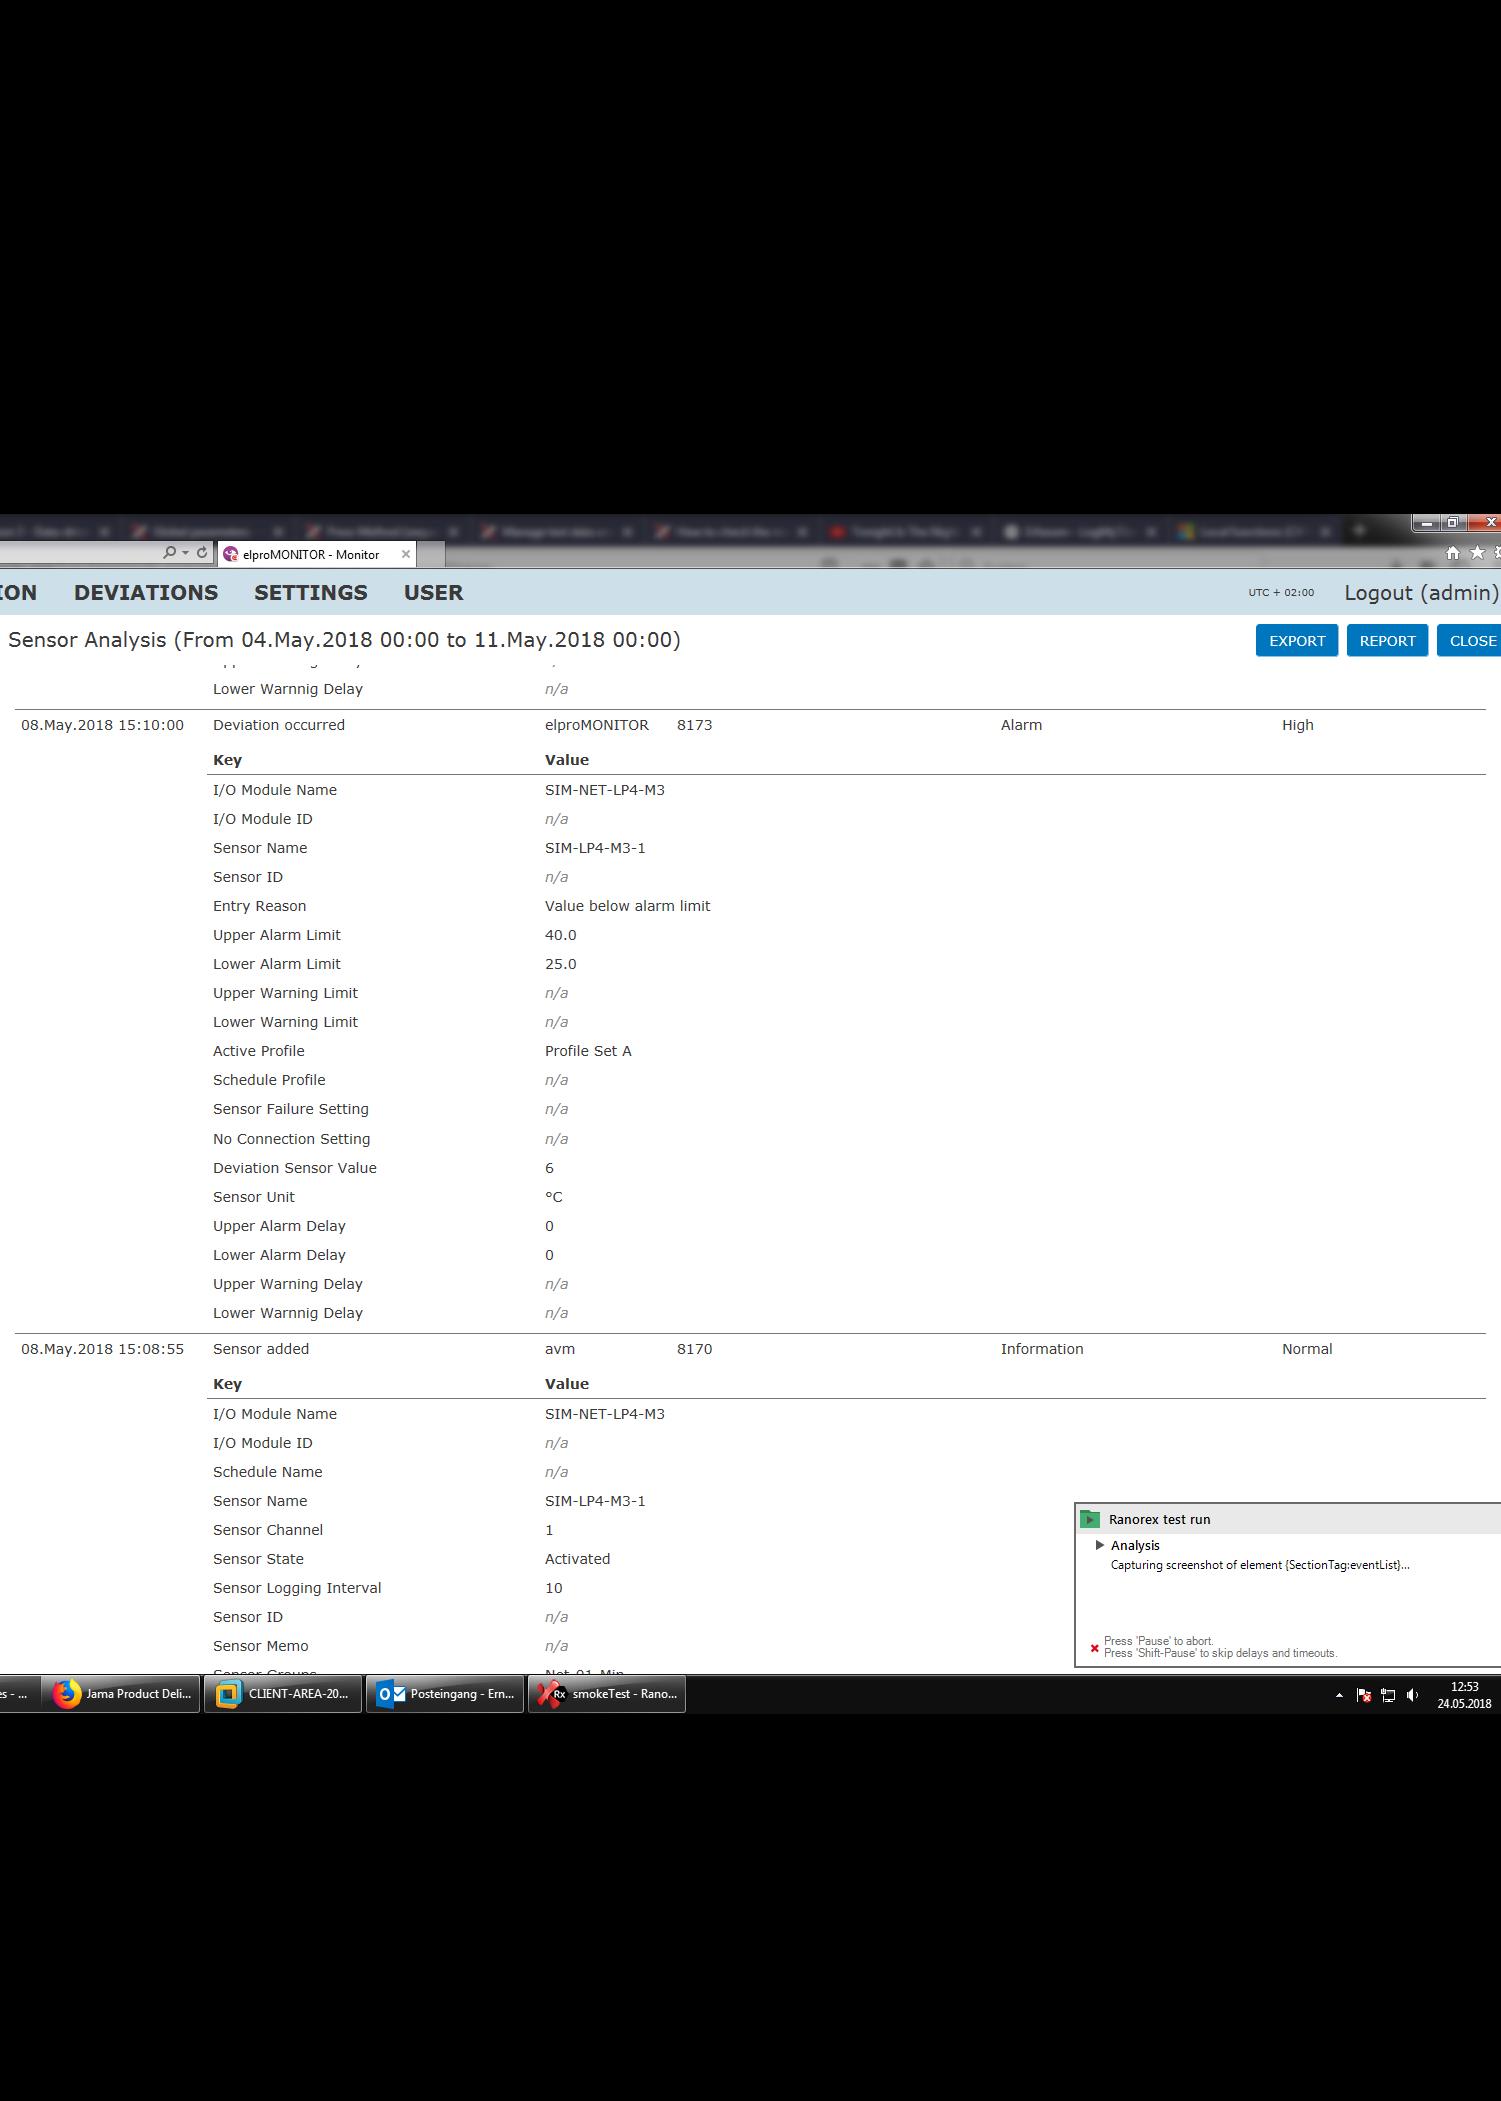 elproMONITOR - Monitor
ION DEVIATIONS SETTINGS USER UTC + 02:00 Logout (admin)
Sensor Analysis (From 04.May.2018 00:00 to 11.May.2018 00:00) EXPORT REPORT CLOSE
Lower Warnnig Delay n/a
08.May.2018 15:10:00 Deviation occurred elproMONITOR 8173 Alarm High
Key Value
I/O Module Name SIM-NET-LP4-M3
I/O Module ID n/a
Sensor Name SIM-LP4-M3-1
Sensor ID n/a
Entry Reason Value below alarm limit
Upper Alarm Limit 40.0
Lower Alarm Limit 25.0
Upper Warning Limit n/a
Lower Warning Limit n/a
Active Profile Profile Set A
Schedule Profile n/a
Sensor Failure Setting n/a
No Connection Setting n/a
Deviation Sensor Value 6
Sensor Unit °C
Upper Alarm Delay 0
Lower Alarm Delay 0
Upper Warning Delay n/a
Lower Warnnig Delay n/a
08.May.2018 15:08:55 Sensor added avm 8170 Information Normal
Key Value
I/O Module Name SIM-NET-LP4-M3
I/O Module ID n/a
Schedule Name n/a
Sensor Name SIM-LP4-M3-1
Sensor Channel 1
Sensor State Activated
Sensor Logging Interval 10
Sensor ID n/a
Sensor Memo n/a
Sensor Groups Net-01-Min
Ranorex test run
Analysis
Capturing screenshot of element {SectionTag:eventList}...
Press 'Pause' to abort.
Press 'Shift-Pause' to skip delays and timeouts.
es - ... Jama Product Deli... CLIENT-AREA-20... Posteingang - Ern... smokeTest - Rano... 12:53
24.05.2018